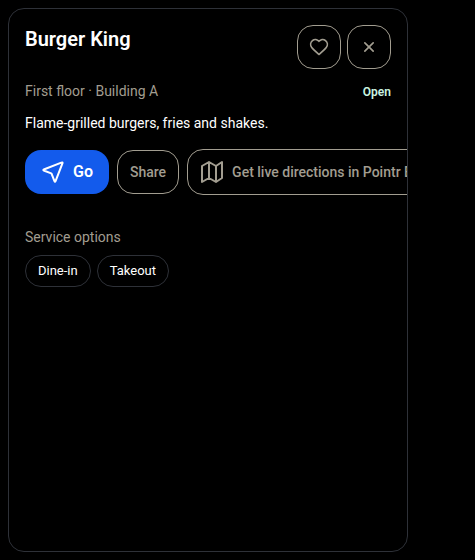 Burger King
First floor · Building A
Open
Flame-grilled burgers, fries and shakes.
Go
Share
Get live directions in Pointr
Service options
Dine-in
Takeout